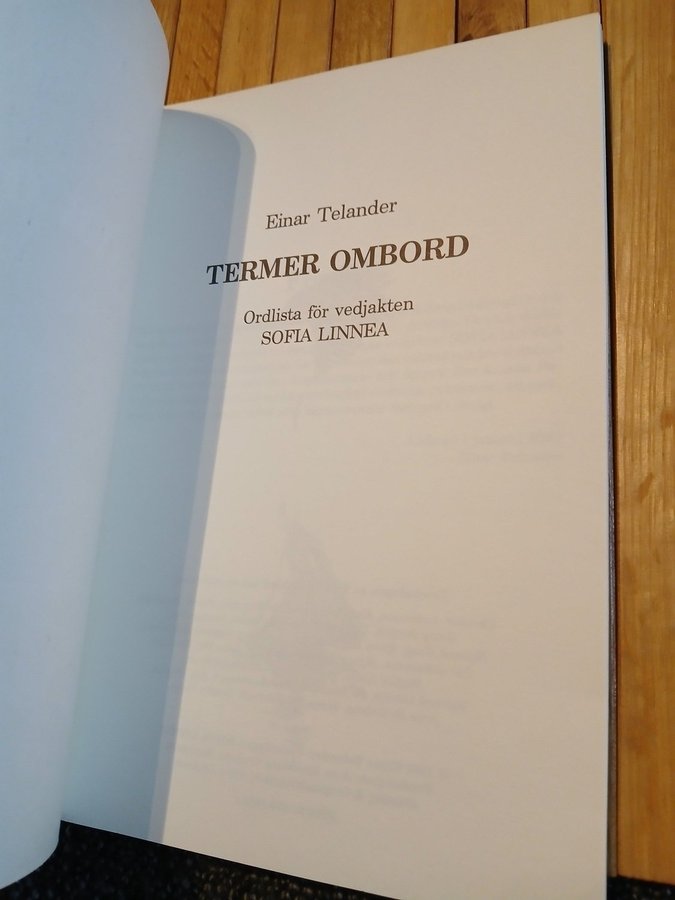 Einar Telander
TERMER OMBORD
Ordlista för vedjakten
SOFIA LINNEA